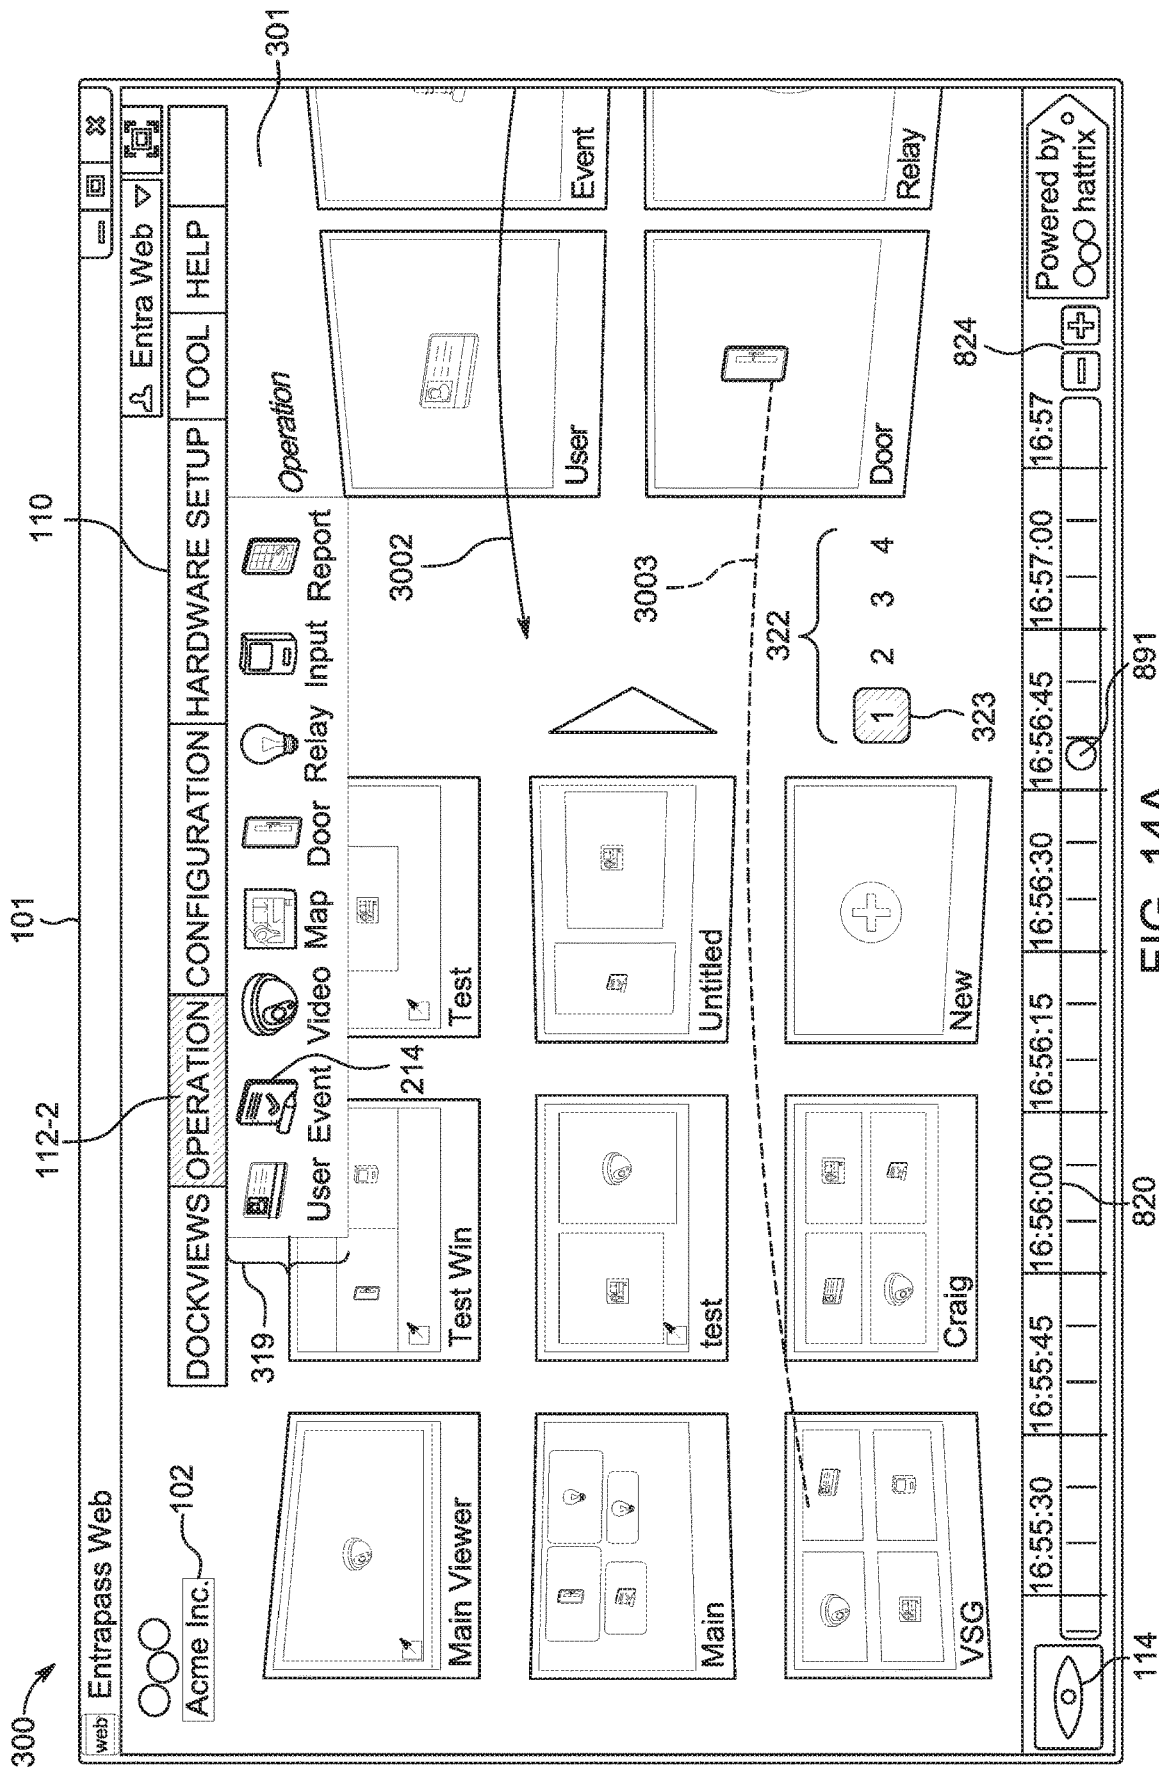 300
101
110
web Entrapass Web
301
112-2
Entra Web
Acme Inc.
102
DOCKVIEWS OPERATION CONFIGURATION HARDWARE SETUP TOOL HELP
319
User Event Video Map Door Relay Input Report
214
Operation
Main Viewer
Test Win
Test
User
Event
3002
Main
test
Untitled
3003
322
1 2 3 4
323
VSG
Craig
New
Door
Relay
824
16:55:30 16:55:45 16:56:00 16:56:15 16:56:30 16:56:45 16:57:00 16:57
Powered by
hattrix
114
820
891
FIG. 14A